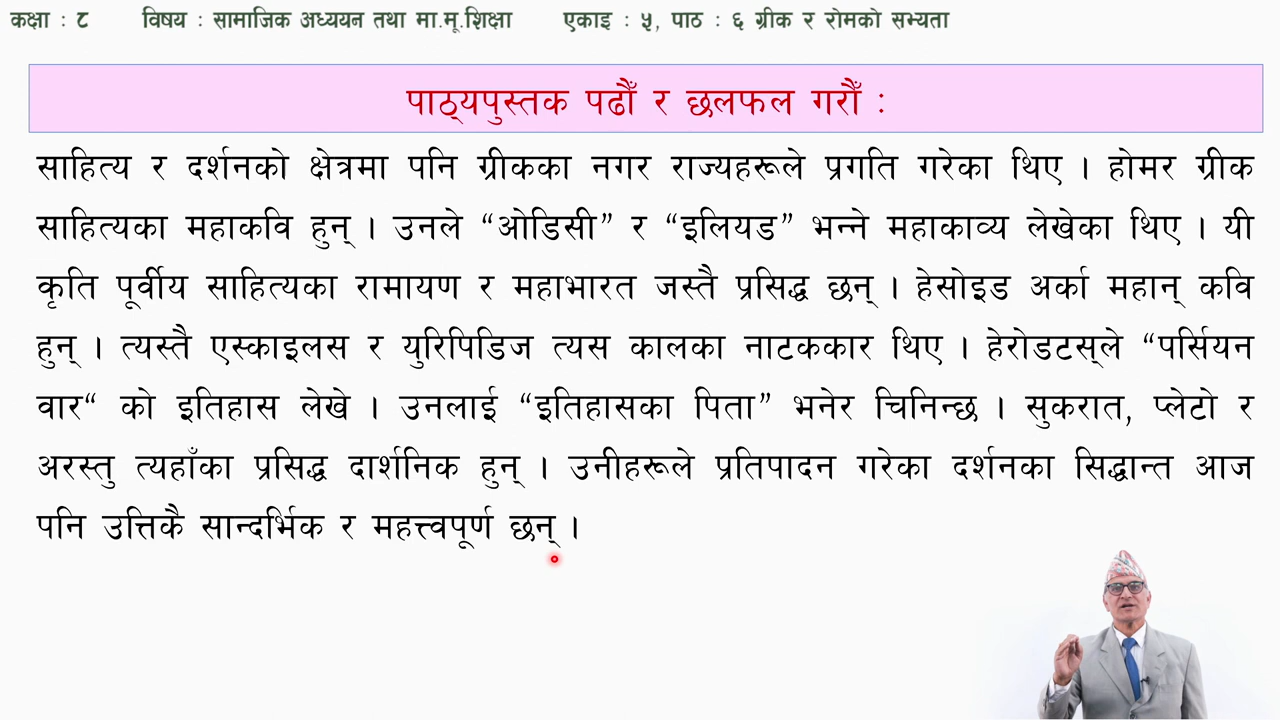 कक्षा : ८ विषय : सामाजिक अध्ययन तथा मा.मू.शिक्षा एकाइ : ५, पाठ : ६ ग्रीक र रोमको सभ्यता
पाठ्यपुस्तक पढौँ र छलफल गरौँ :
साहित्य र दर्शनको क्षेत्रमा पनि ग्रीकका नगर राज्यहरूले प्रगति गरेका थिए । होमर ग्रीक
साहित्यका महाकवि हुन् । उनले “ओडिसी” र “इलियड” भन्ने महाकाव्य लेखेका थिए । यी
कृति पूर्वीय साहित्यका रामायण र महाभारत जस्तै प्रसिद्ध छन् । हेसोइड अर्का महान् कवि
हुन् । त्यस्तै एस्काइलस र युरिपिडिज त्यस कालका नाटककार थिए । हेरोडटस्ले “पर्सियन
वार“ को इतिहास लेखे । उनलाई “इतिहासका पिता” भनेर चिनिन्छ । सुकरात, प्लेटो र
अरस्तु त्यहाँका प्रसिद्ध दार्शनिक हुन् । उनीहरूले प्रतिपादन गरेका दर्शनका सिद्धान्त आज
पनि उत्तिकै सान्दर्भिक र महत्त्वपूर्ण छन् ।